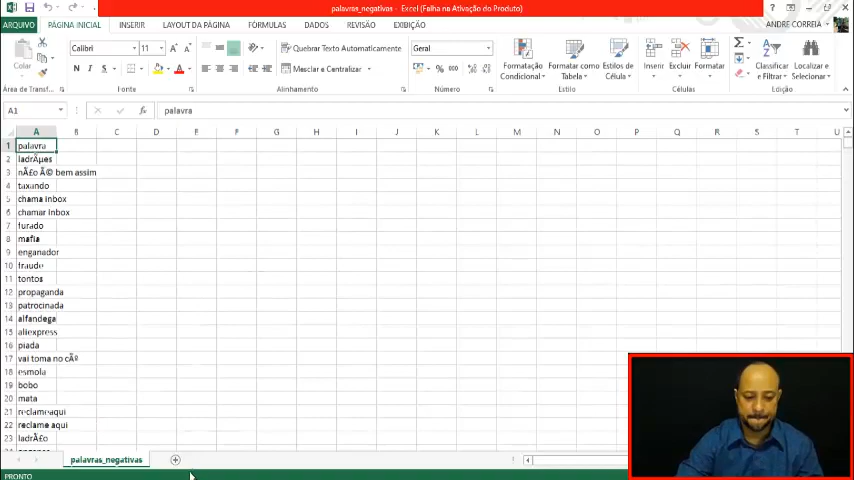 palavras_negativos - Excel (Falha na Ativação do Produto)
ARQUIVO PÁGINA INICIAL INSERIR LAYOUT DA PÁGINA FÓRMULAS DADOS REVISÃO EXIBIÇÃO ANDRE CORREIA
Colar
Calibri 11
N I S
Quebrar Texto Automaticamente
Mesclar e Centralizar
Geral
Formatação Condicional
Formatar como Tabela
Estilos de Célula
Inserir Excluir Formatar
Classificar e Filtrar
Localizar e Selecionar
Área de Transf... Fonte Alinhamento Número Estilo Células Edição
A1 fx palavra
A B C D E F G H I J K L M N O P Q R S T U
1 palavra
2 ladrÃµes
3 nÃ£o Ã© bem assim
4 taxando
5 chama inbox
6 chamar Inbox
7 furado
8 mafia
9 enganador
10 fraude
11 tontos
12 propaganda
13 patrocinada
14 alfandega
15 aliexpress
16 piada
17 vai toma no cÃº
18 esmola
19 bobo
20 mata
21 reclameaqui
22 reclame aqui
23 ladrÃ£o
palavras_negativos
PRONTO